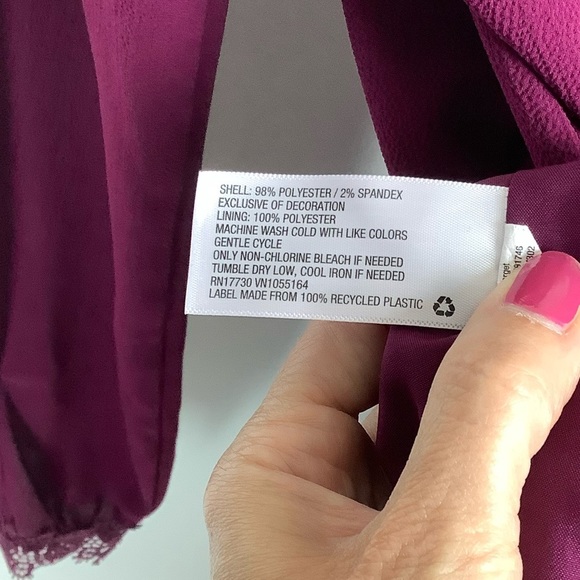 SHELL: 98% POLYESTER / 2% SPANDEX
EXCLUSIVE OF DECORATION
LINING: 100% POLYESTER
MACHINE WASH COLD WITH LIKE COLORS
GENTLE CYCLE
ONLY NON-CHLORINE BLEACH IF NEEDED
TUMBLE DRY LOW, COOL IRON IF NEEDED
RN17730 VN1055164
LABEL MADE FROM 100% RECYCLED PLASTIC